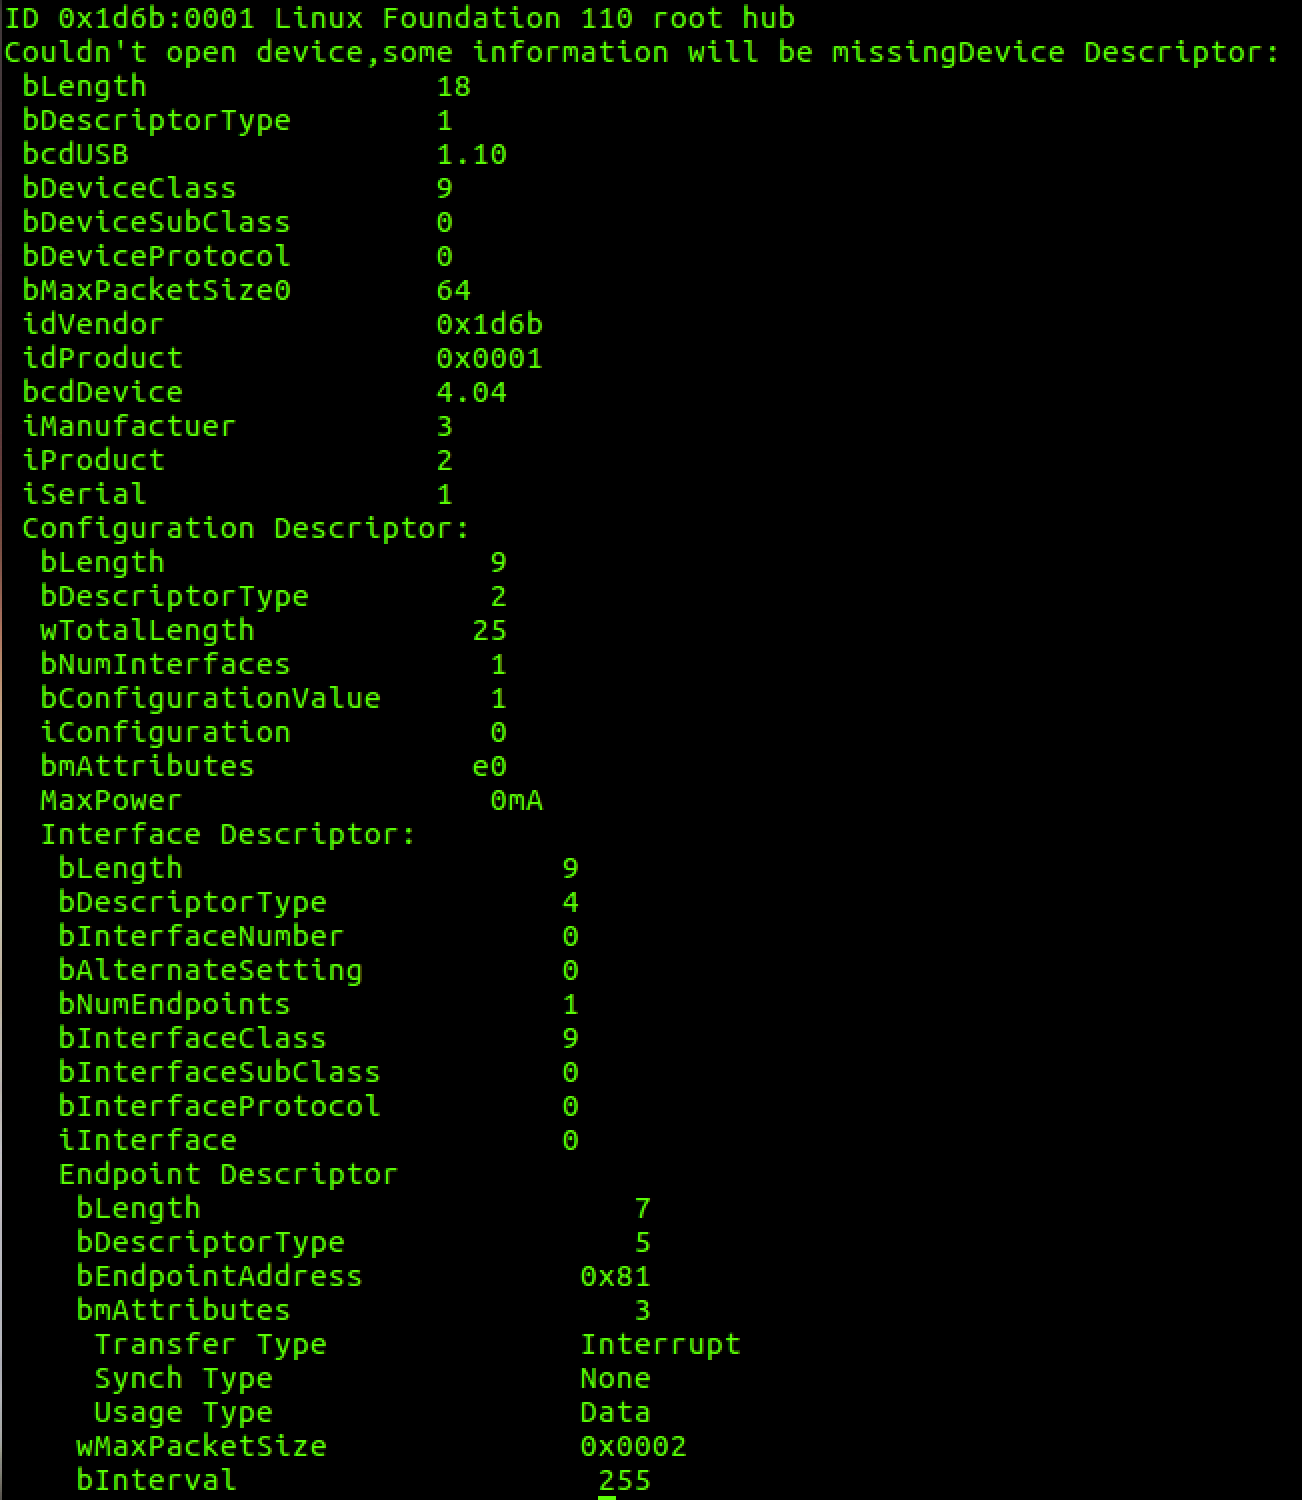 ID 0x1d6b:0001 Linux Foundation 110 root hub
Couldn't open device,some information will be missingDevice Descriptor:
bLength 18
bDescriptorType 1
bcdUSB 1.10
bDeviceClass 9
bDeviceSubClass 0
bDeviceProtocol 0
bMaxPacketSize0 64
idVendor 0x1d6b
idProduct 0x0001
bcdDevice 4.04
iManufactuer 3
iProduct 2
iSerial 1
Configuration Descriptor:
bLength 9
bDescriptorType 2
wTotalLength 25
bNumInterfaces 1
bConfigurationValue 1
iConfiguration 0
bmAttributes e0
MaxPower 0mA
Interface Descriptor:
bLength 9
bDescriptorType 4
bInterfaceNumber 0
bAlternateSetting 0
bNumEndpoints 1
bInterfaceClass 9
bInterfaceSubClass 0
bInterfaceProtocol 0
iInterface 0
Endpoint Descriptor
bLength 7
bDescriptorType 5
bEndpointAddress 0x81
bmAttributes 3
Transfer Type Interrupt
Synch Type None
Usage Type Data
wMaxPacketSize 0x0002
bInterval 255